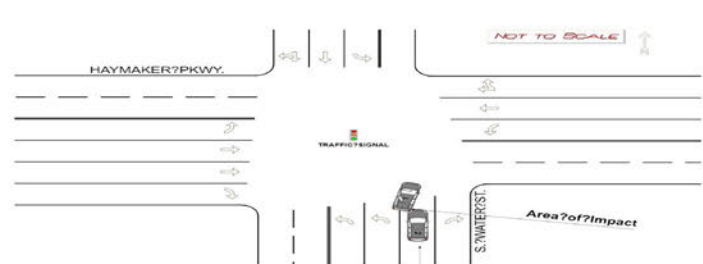 NOT TO SCALE
N
HAYMAKER?PKWY.
TRAFFIC?SIGNAL
S.?WATER?ST.
Area?of?Impact